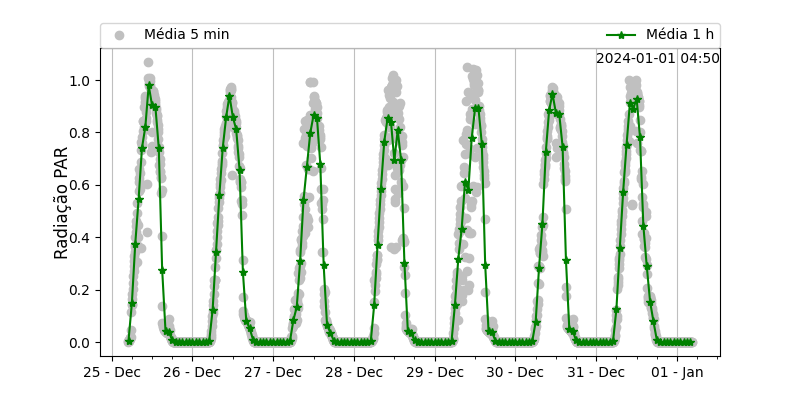 Média 5 min
Média 1 h
2024-01-01 04:50
1.0
0.8
0.6
0.4
0.2
0.0
Radiação PAR
25 - Dec
26 - Dec
27 - Dec
28 - Dec
29 - Dec
30 - Dec
31 - Dec
01 - Jan